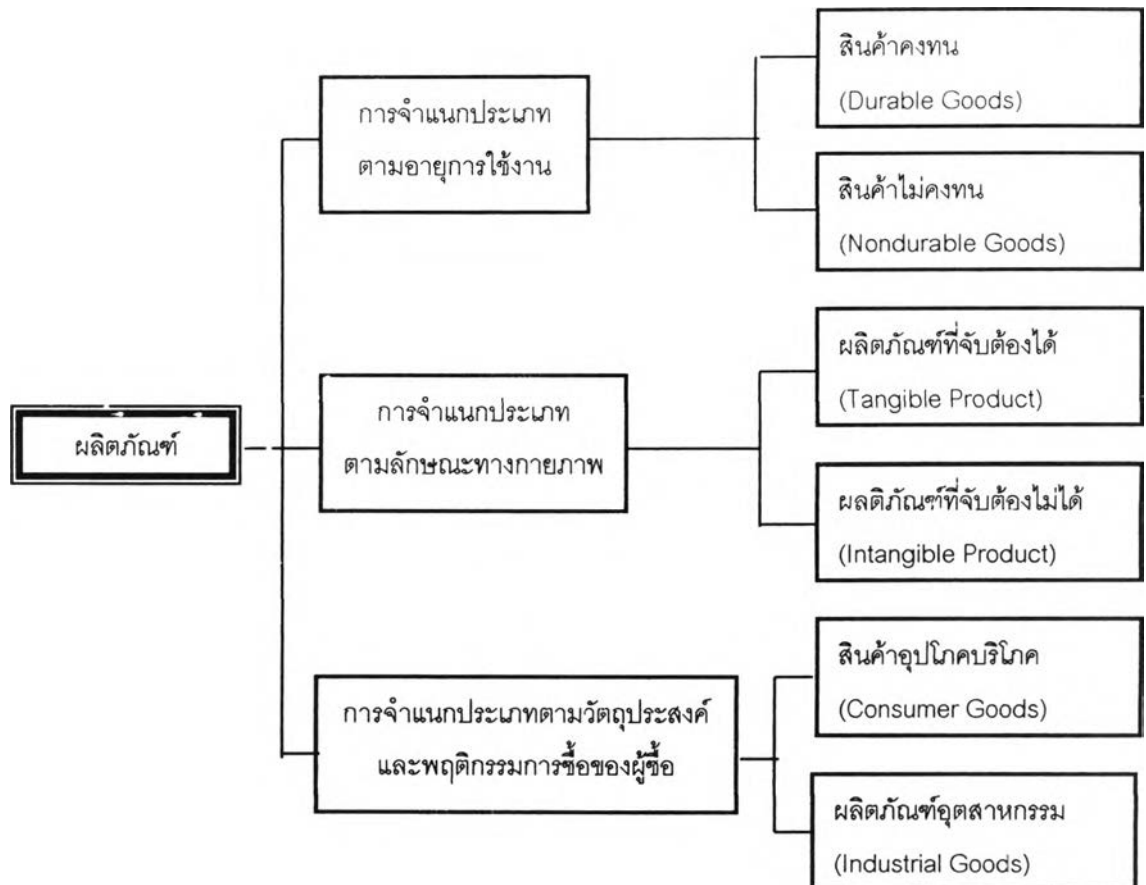 ผลิตภัณฑ์
การจำแนกประเภท
ตามอายุการใช้งาน
สินค้าคงทน
(Durable Goods)
สินค้าไม่คงทน
(Nondurable Goods)
การจำแนกประเภท
ตามลักษณะทางกายภาพ
ผลิตภัณฑ์ที่จับต้องได้
(Tangible Product)
ผลติภัณฑ์ที่จับต้องไม่ได้
(Intangible Product)
การจำแนกประเภทตามวัตถุประสงค์
และพฤติกรรมการซื้อของผู้ซื้อ
สินค้าอุปโภคบริโภค
(Consumer Goods)
ผลิตภัณฑ์อุตสาหกรรม
(Industrial Goods)